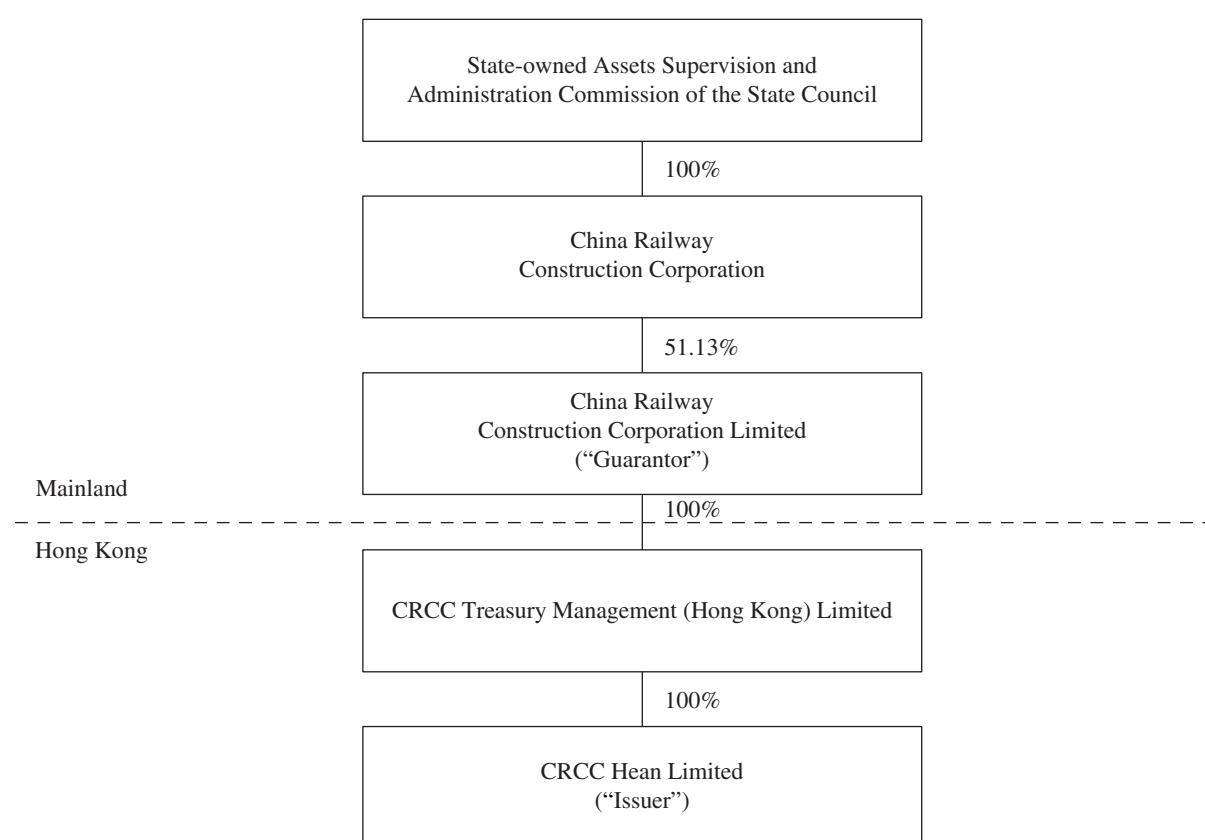 State-owned Assets Supervision and
Administration Commission of the State Council
100%
China Railway
Construction Corporation
51.13%
China Railway
Construction Corporation Limited
(“Guarantor”)
Mainland
100%
Hong Kong
CRCC Treasury Management (Hong Kong) Limited
100%
CRCC Hean Limited
(“Issuer”)